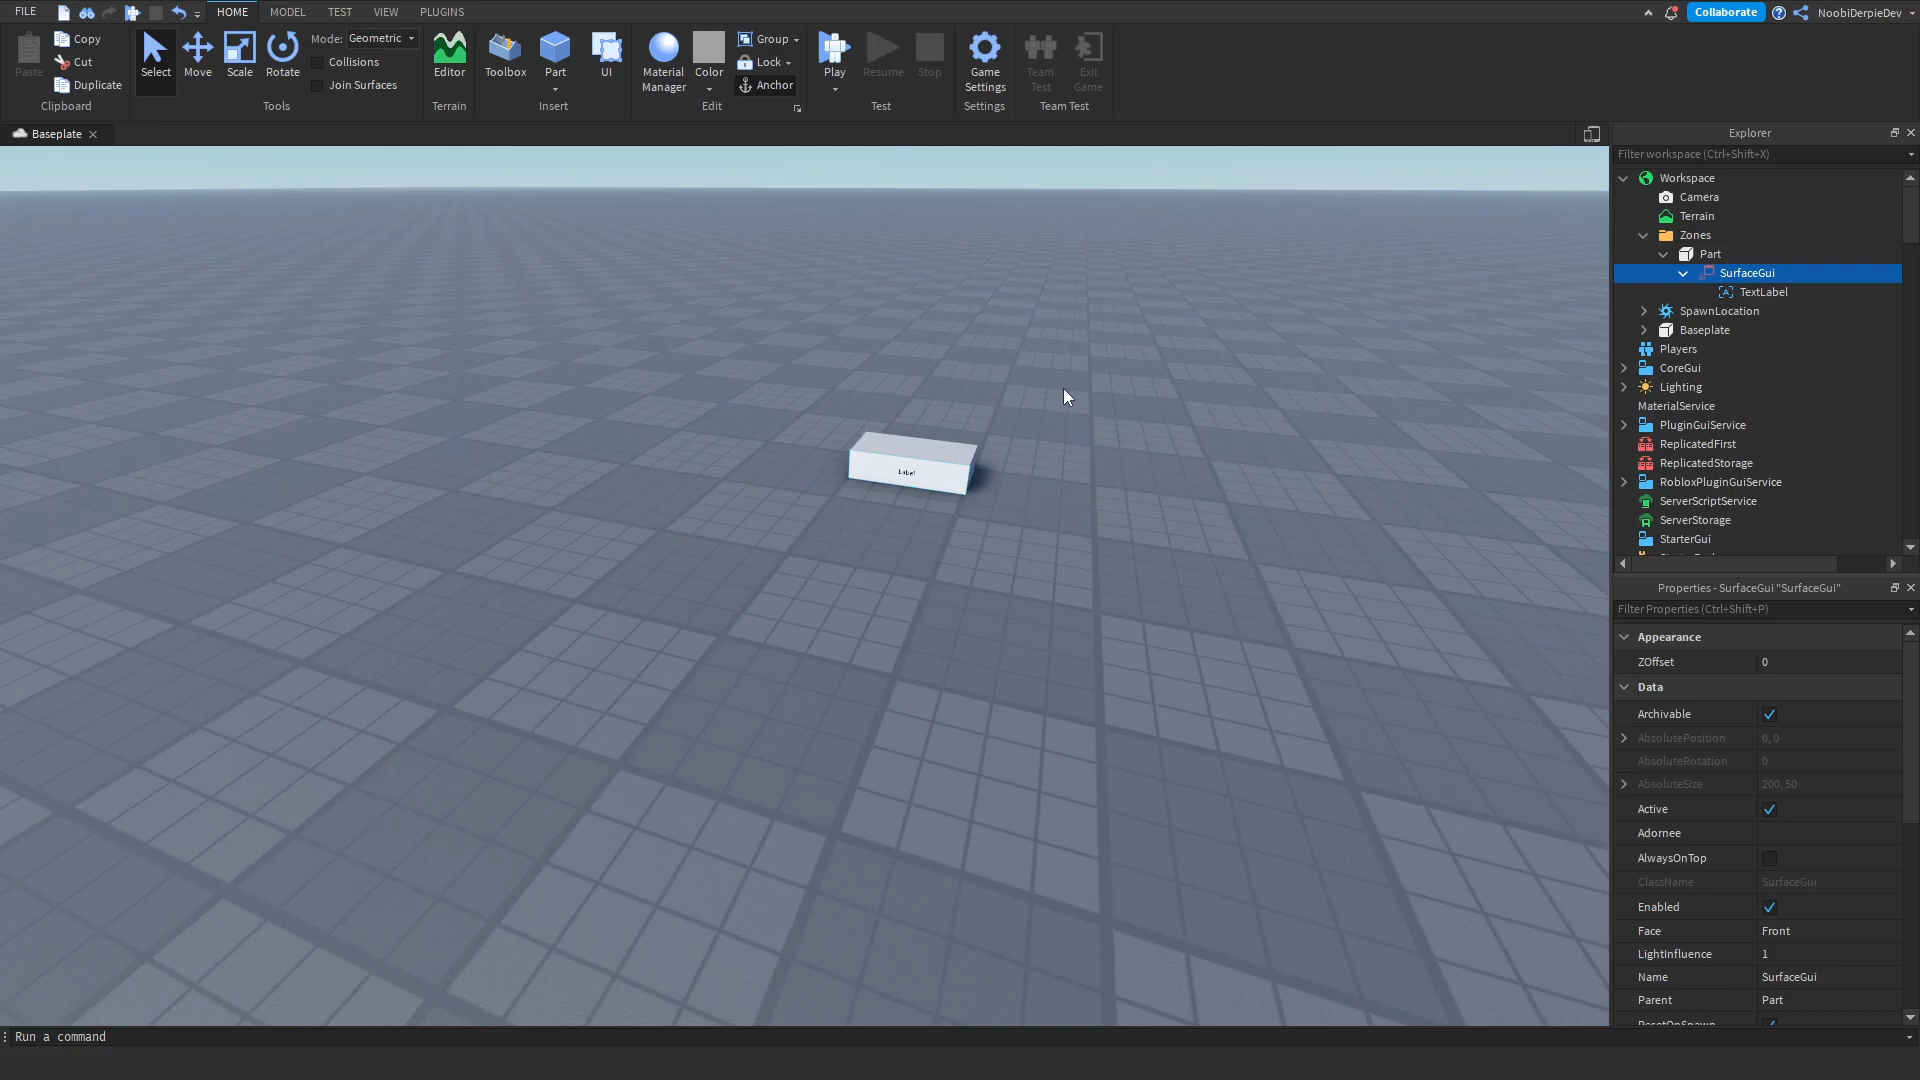 FILE HOME MODEL TEST VIEW PLUGINS Collaborate NoobiDerpieDev
Paste Copy Cut Duplicate Clipboard
Select Move Scale Rotate Mode: Geometric Collisions Join Surfaces Tools
Editor Terrain
Toolbox Part UI Insert
Material Manager Color Group Lock Anchor Edit
Play Resume Stop Test
Game Settings Settings
Team Test Exit Game Team Test
Baseplate
Label
Explorer
Filter workspace (Ctrl+Shift+X)
Workspace
Camera
Terrain
Zones
Part
SurfaceGui
TextLabel
SpawnLocation
Baseplate
Players
CoreGui
Lighting
MaterialService
PluginGuiService
ReplicatedFirst
ReplicatedStorage
RobloxPluginGuiService
ServerScriptService
ServerStorage
StarterGui
Properties - SurfaceGui "SurfaceGui"
Filter Properties (Ctrl+Shift+P)
Appearance
ZOffset 0
Data
Archivable
AbsolutePosition 0, 0
AbsoluteRotation 0
AbsoluteSize 200, 50
Active
Adornee
AlwaysOnTop
ClassName SurfaceGui
Enabled
Face Front
LightInfluence 1
Name SurfaceGui
Parent Part
ResetOnSpawn
Run a command